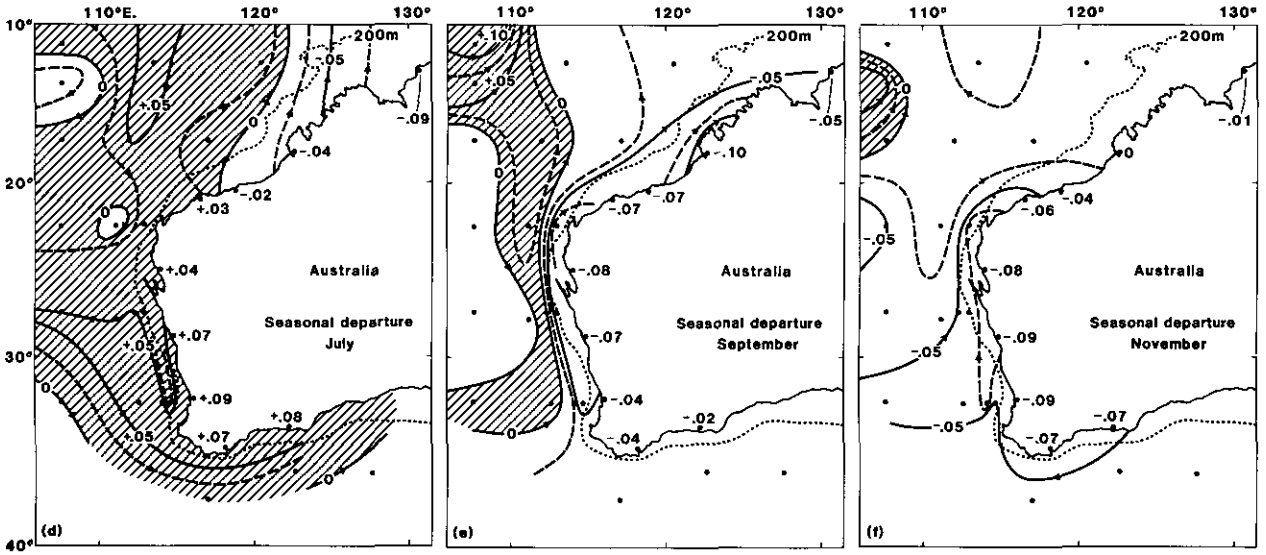 110°E. 120° 130°
110° 120° 130°
110° 120° 130°
10°
20°
30°
40°
200m
-.05
0
+.05
0
-.09
-.04
-.02
+.03
0
+.04
Australia
Seasonal departure
July
+.07
+.05
+.09
+.08
+.07
+.05
0
0
(d)
200m
+.10
+.05
0
-.05
-.05
-.10
-.07
-.07
0
-.08
Australia
Seasonal departure
September
-.07
-.04
-.02
-.04
0
(e)
200m
0
-.01
0
-.04
-.06
-.05
-.08
Australia
Seasonal departure
November
-.09
-.05
-.09
-.07
-.07
-.05
(f)